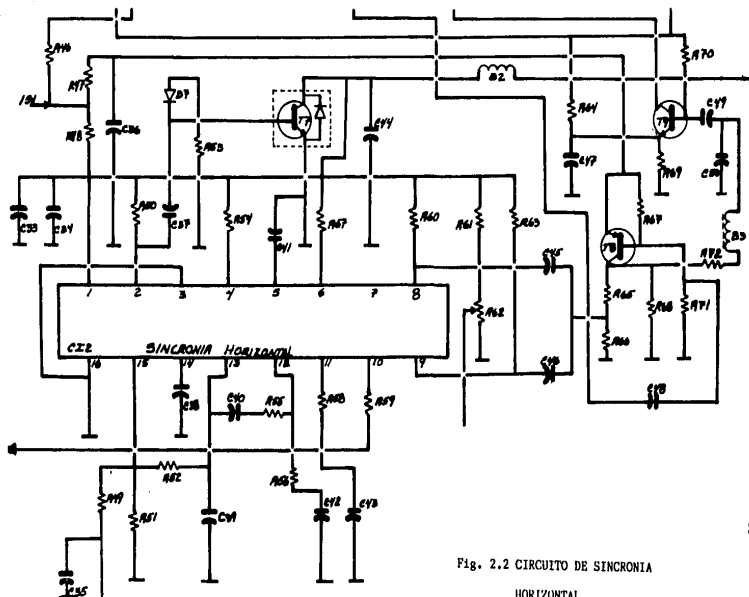 R46
R70
R47
D7
B2
15V
R64
T9
C49
R48
C36
R53
T7
C44
C47
R69
C50
R67
C33
C34
R50
C37
R54
C41
R57
R60
R61
R63
T8
B3
C45
R72
1 2 3 4 5 6 7 8
R65
R62
R68
R71
CI2 SINCRONIA HORIZONTAL
R66
16 15 14 13 12 11 10 9
C38
C46
C40
R55
R58
R59
C48
R52
R56
R49
R51
C39
C42
C43
C35
Fig. 2.2 CIRCUITO DE SINCRONIA
HORIZONTAL